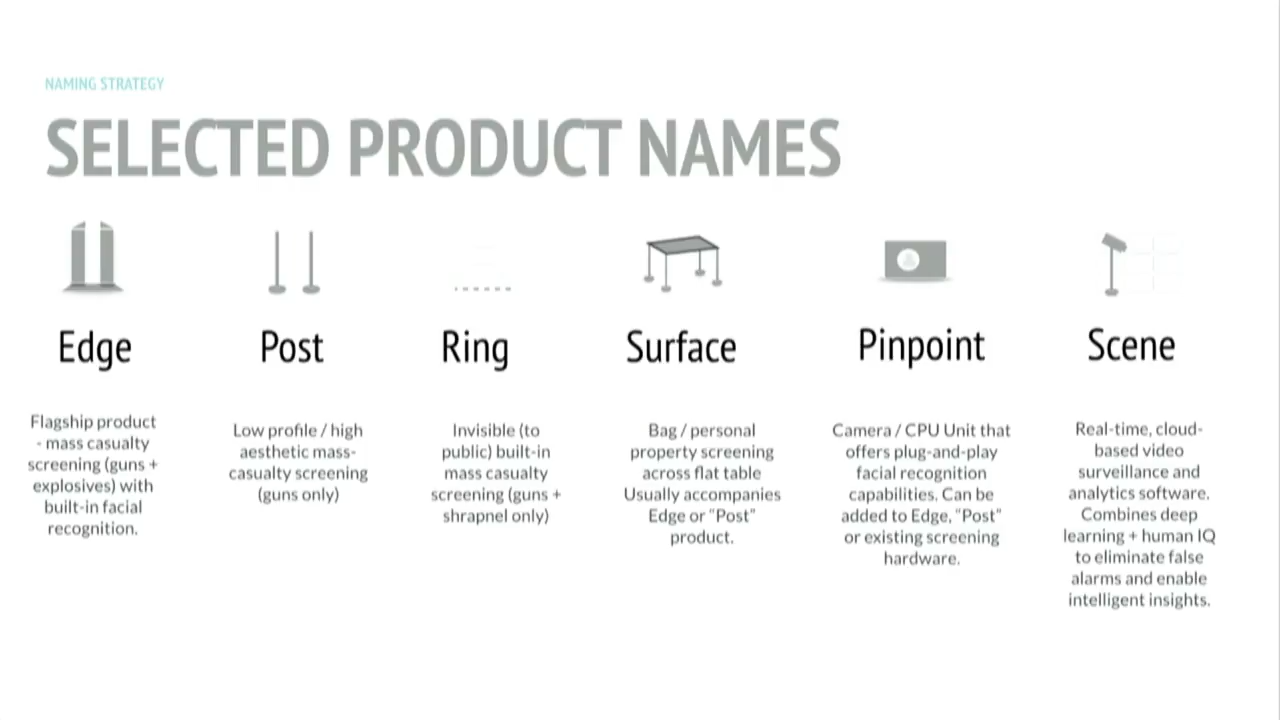 NAMING STRATEGY
SELECTED PRODUCT NAMES
Edge
Flagship product
- mass casualty
screening (guns +
explosives) with
built-in facial
recognition.
Post
Low profile / high
aesthetic mass-
casualty screening
(guns only)
Ring
Invisible (to
public) built-in
mass casualty
screening (guns +
shrapnel only)
Surface
Bag / personal
property screening
across flat table
Usually accompanies
Edge or “Post”
product.
Pinpoint
Camera / CPU Unit that
offers plug-and-play
facial recognition
capabilities. Can be
added to Edge, “Post”
or existing screening
hardware.
Scene
Real-time, cloud-
based video
surveillance and
analytics software.
Combines deep
learning + human IQ
to eliminate false
alarms and enable
intelligent insights.